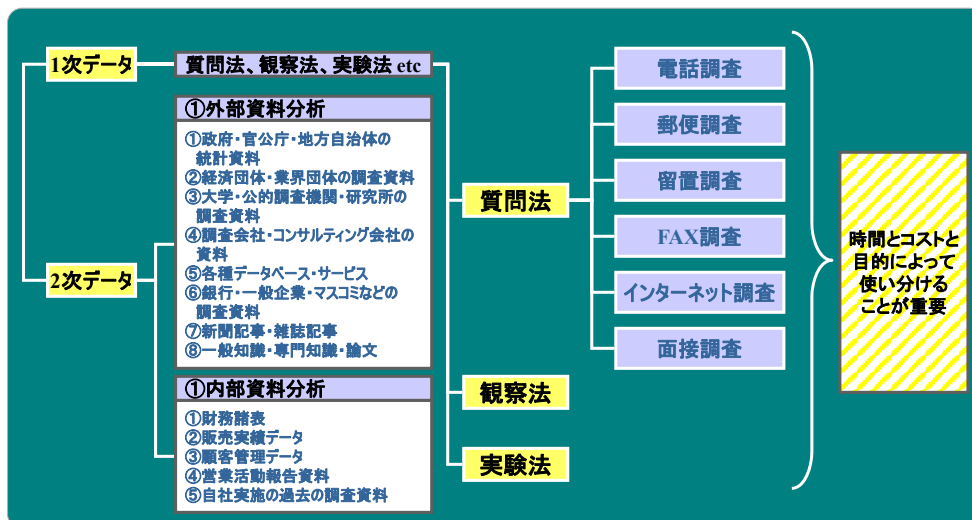 1次データ
質問法、観察法、実験法 etc
①外部資料分析
①政府・官公庁・地方自治体の
統計資料
②経済団体・業界団体の調査資料
③大学・公的調査機関・研究所の
調査資料
④調査会社・コンサルティング会社の
資料
⑤各種データベース・サービス
⑥銀行・一般企業・マスコミなどの
調査資料
⑦新聞記事・雑誌記事
⑧一般知識・専門知識・論文
2次データ
①内部資料分析
①財務諸表
②販売実績データ
③顧客管理データ
④営業活動報告資料
⑤自社実施の過去の調査資料
質問法
観察法
実験法
電話調査
郵便調査
留置調査
FAX調査
インターネット調査
面接調査
時間とコストと
目的によって
使い分ける
ことが重要